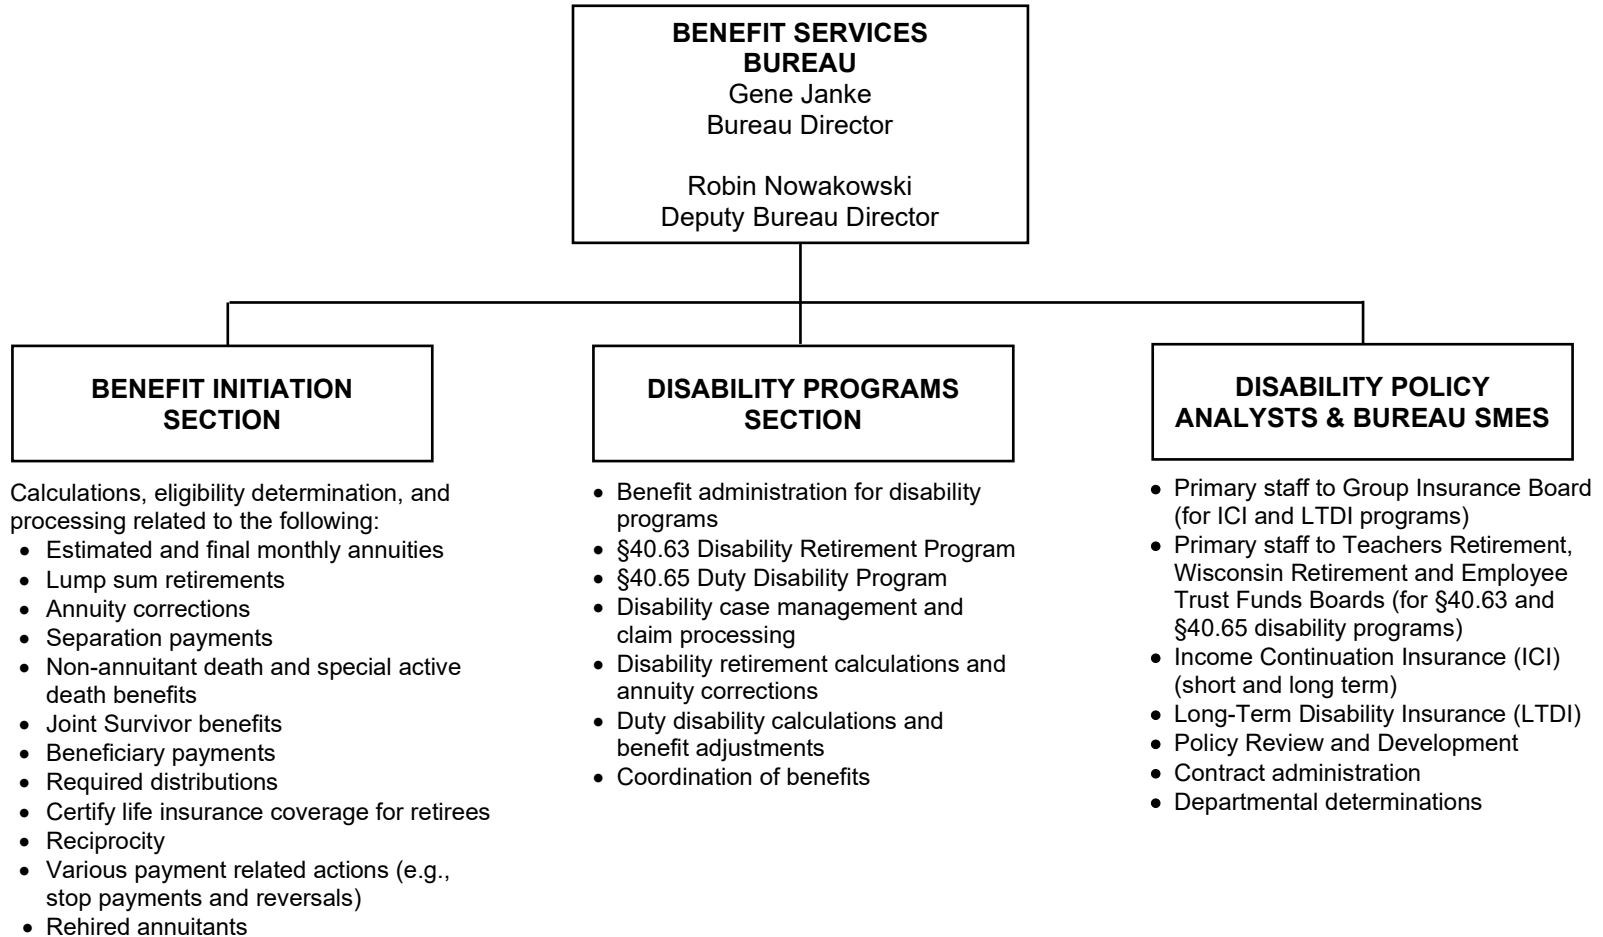 BENEFIT SERVICES
BUREAU
Gene Janke
Bureau Director
Robin Nowakowski
Deputy Bureau Director
BENEFIT INITIATION
SECTION
Calculations, eligibility determination, and
processing related to the following:
• Estimated and final monthly annuities
• Lump sum retirements
• Annuity corrections
• Separation payments
• Non-annuitant death and special active
death benefits
• Joint Survivor benefits
• Beneficiary payments
• Required distributions
• Certify life insurance coverage for retirees
• Reciprocity
• Various payment related actions (e.g.,
stop payments and reversals)
• Rehired annuitants
DISABILITY PROGRAMS
SECTION
• Benefit administration for disability
programs
• §40.63 Disability Retirement Program
• §40.65 Duty Disability Program
• Disability case management and
claim processing
• Disability retirement calculations and
annuity corrections
• Duty disability calculations and
benefit adjustments
• Coordination of benefits
DISABILITY POLICY
ANALYSTS & BUREAU SMES
• Primary staff to Group Insurance Board
(for ICI and LTDI programs)
• Primary staff to Teachers Retirement,
Wisconsin Retirement and Employee
Trust Funds Boards (for §40.63 and
§40.65 disability programs)
• Income Continuation Insurance (ICI)
(short and long term)
• Long-Term Disability Insurance (LTDI)
• Policy Review and Development
• Contract administration
• Departmental determinations